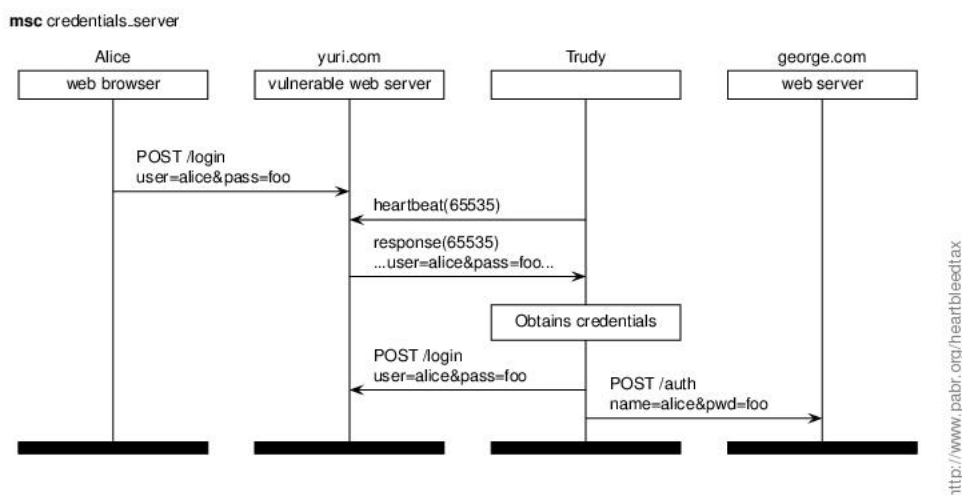 msc credentials_server
Alice
yuri.com
Trudy
george.com
web browser
vulnerable web server
web server
POST /login
user=alice&pass=foo
heartbeat(65535)
response(65535)
...user=alice&pass=foo...
Obtains credentials
POST /login
user=alice&pass=foo
POST /auth
name=alice&pwd=foo
http://www.pabr.org/heartbleedtax